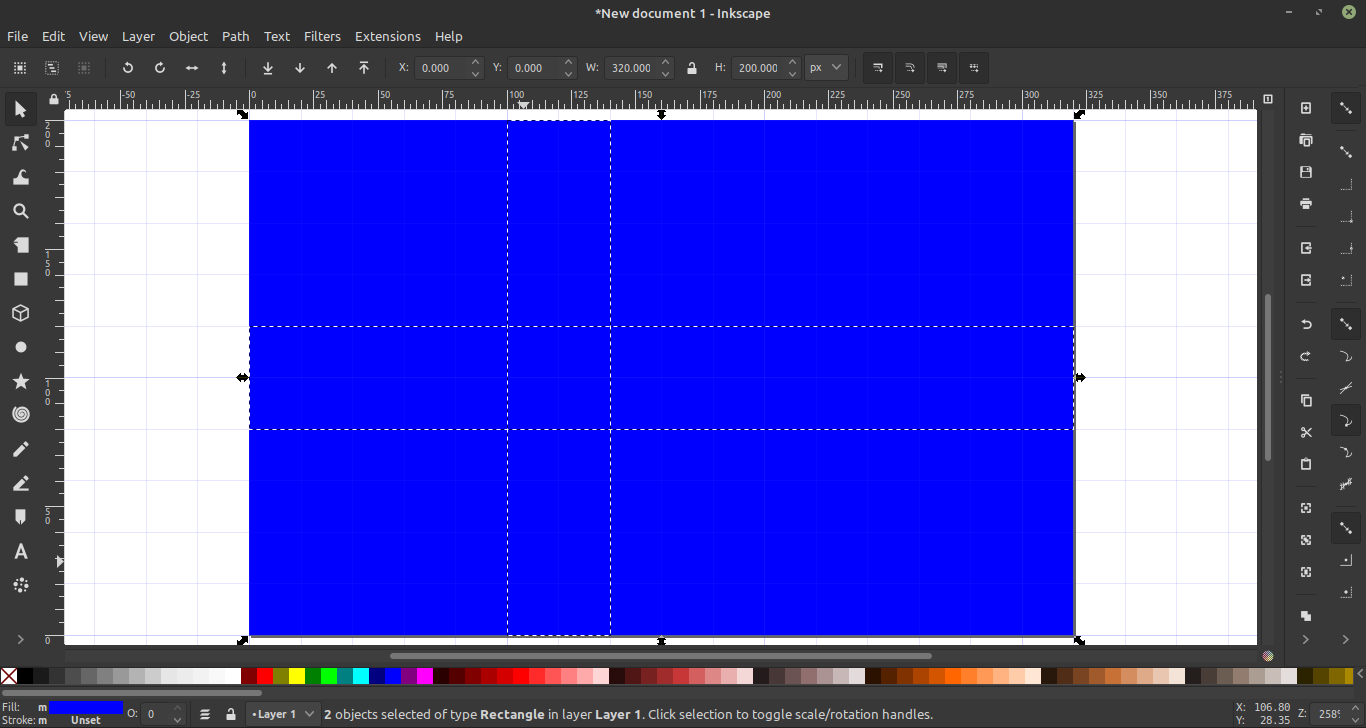 *New document 1 - Inkscape
File Edit View Layer Object Path Text Filters Extensions Help
X: 0.000 Y: 0.000 W: 320.000 H: 200.000 px
-50 -25 0 25 50 75 100 125 150 175 200 225 250 275 300 325 350 375
200
150
100
50
0
Fill: m O: 0 •Layer 1 2 objects selected of type Rectangle in layer Layer 1. Click selection to toggle scale/rotation handles. X: 106.80 Z: 258%
Stroke: m Unset Y: 28.35